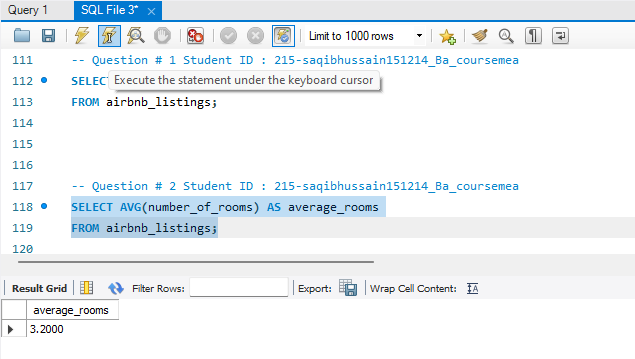 Query 1
SQL File 3*
Limit to 1000 rows
111 -- Question # 1 Student ID : 215-saqibhussain151214_Ba_coursemea
112 SELECT
Execute the statement under the keyboard cursor
113 FROM airbnb_listings;
114
115
116
117 -- Question # 2 Student ID : 215-saqibhussain151214_Ba_coursemea
118 SELECT AVG(number_of_rooms) AS average_rooms
119 FROM airbnb_listings;
120
Result Grid Filter Rows: Export: Wrap Cell Content:
average_rooms
3.2000